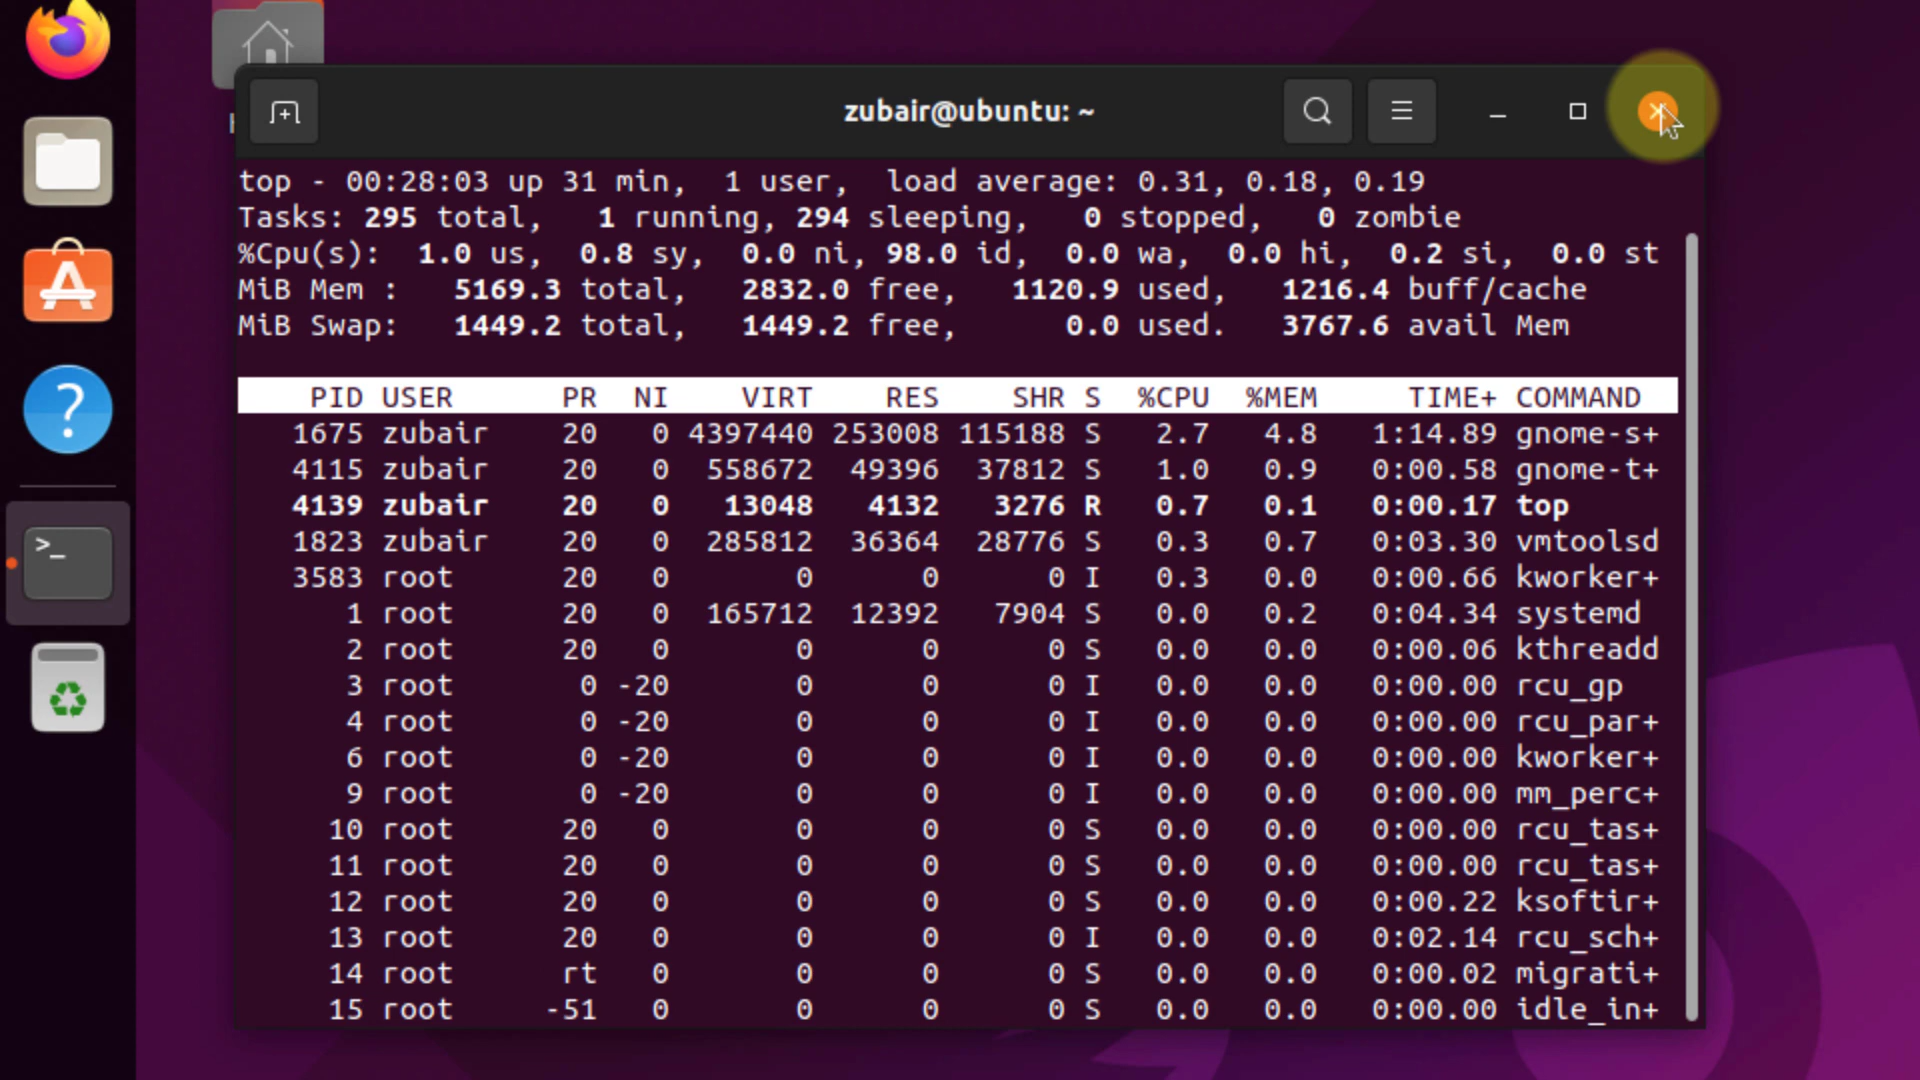 zubair@ubuntu: ~
top - 00:28:03 up 31 min,  1 user,  load average: 0.31, 0.18, 0.19
Tasks: 295 total,   1 running, 294 sleeping,   0 stopped,   0 zombie
%Cpu(s):  1.0 us,  0.8 sy,  0.0 ni, 98.0 id,  0.0 wa,  0.0 hi,  0.2 si,  0.0 st
MiB Mem :   5169.3 total,   2832.0 free,   1120.9 used,   1216.4 buff/cache
MiB Swap:   1449.2 total,   1449.2 free,      0.0 used.   3767.6 avail Mem
PID USER      PR  NI    VIRT    RES    SHR S  %CPU  %MEM     TIME+ COMMAND
1675 zubair    20   0 4397440 253008 115188 S   2.7   4.8   1:14.89 gnome-s+
4115 zubair    20   0  558672  49396  37812 S   1.0   0.9   0:00.58 gnome-t+
4139 zubair    20   0   13048   4132   3276 R   0.7   0.1   0:00.17 top
1823 zubair    20   0  285812  36364  28776 S   0.3   0.7   0:03.30 vmtoolsd
3583 root      20   0       0      0      0 I   0.3   0.0   0:00.66 kworker+
1 root      20   0  165712  12392   7904 S   0.0   0.2   0:04.34 systemd
2 root      20   0       0      0      0 S   0.0   0.0   0:00.06 kthreadd
3 root       0 -20       0      0      0 I   0.0   0.0   0:00.00 rcu_gp
4 root       0 -20       0      0      0 I   0.0   0.0   0:00.00 rcu_par+
6 root       0 -20       0      0      0 I   0.0   0.0   0:00.00 kworker+
9 root       0 -20       0      0      0 I   0.0   0.0   0:00.00 mm_perc+
10 root      20   0       0      0      0 S   0.0   0.0   0:00.00 rcu_tas+
11 root      20   0       0      0      0 S   0.0   0.0   0:00.00 rcu_tas+
12 root      20   0       0      0      0 S   0.0   0.0   0:00.22 ksoftir+
13 root      20   0       0      0      0 I   0.0   0.0   0:02.14 rcu_sch+
14 root      rt   0       0      0      0 S   0.0   0.0   0:00.02 migrati+
15 root     -51   0       0      0      0 S   0.0   0.0   0:00.00 idle_in+